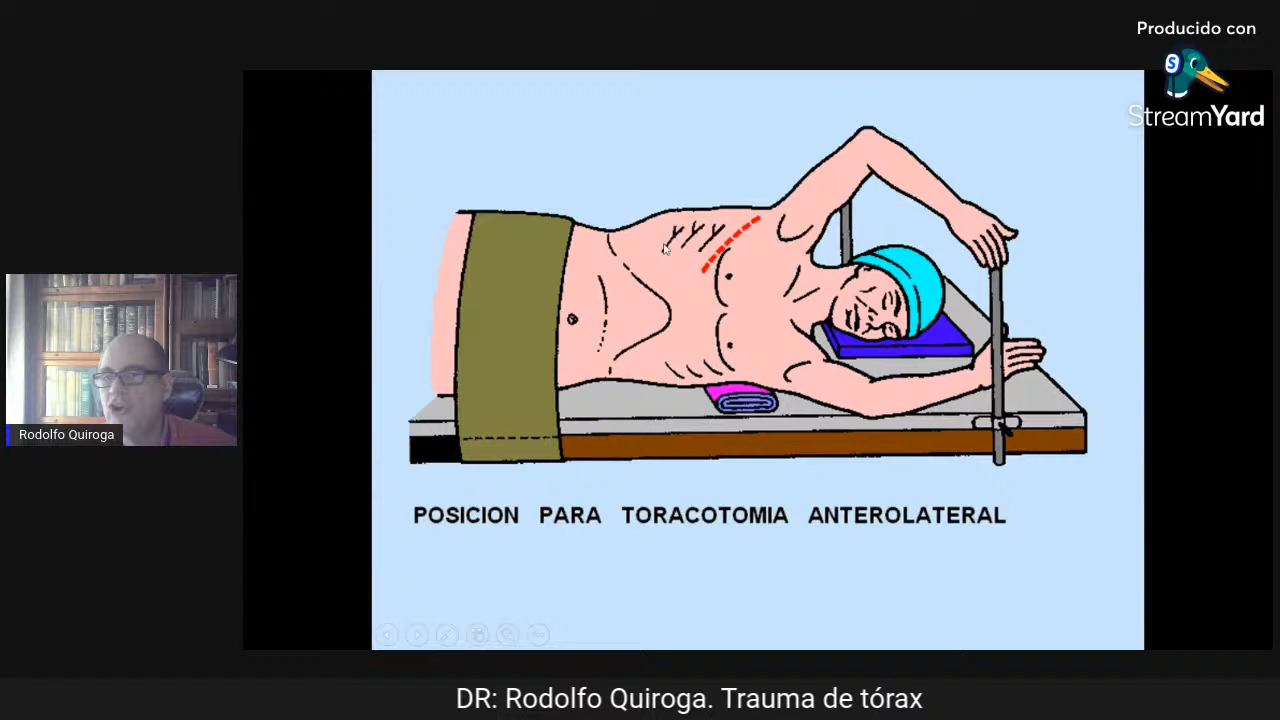 Producido con
StreamYard
Rodolfo Quiroga
POSICION PARA TORACOTOMIA ANTEROLATERAL
DR: Rodolfo Quiroga. Trauma de tórax